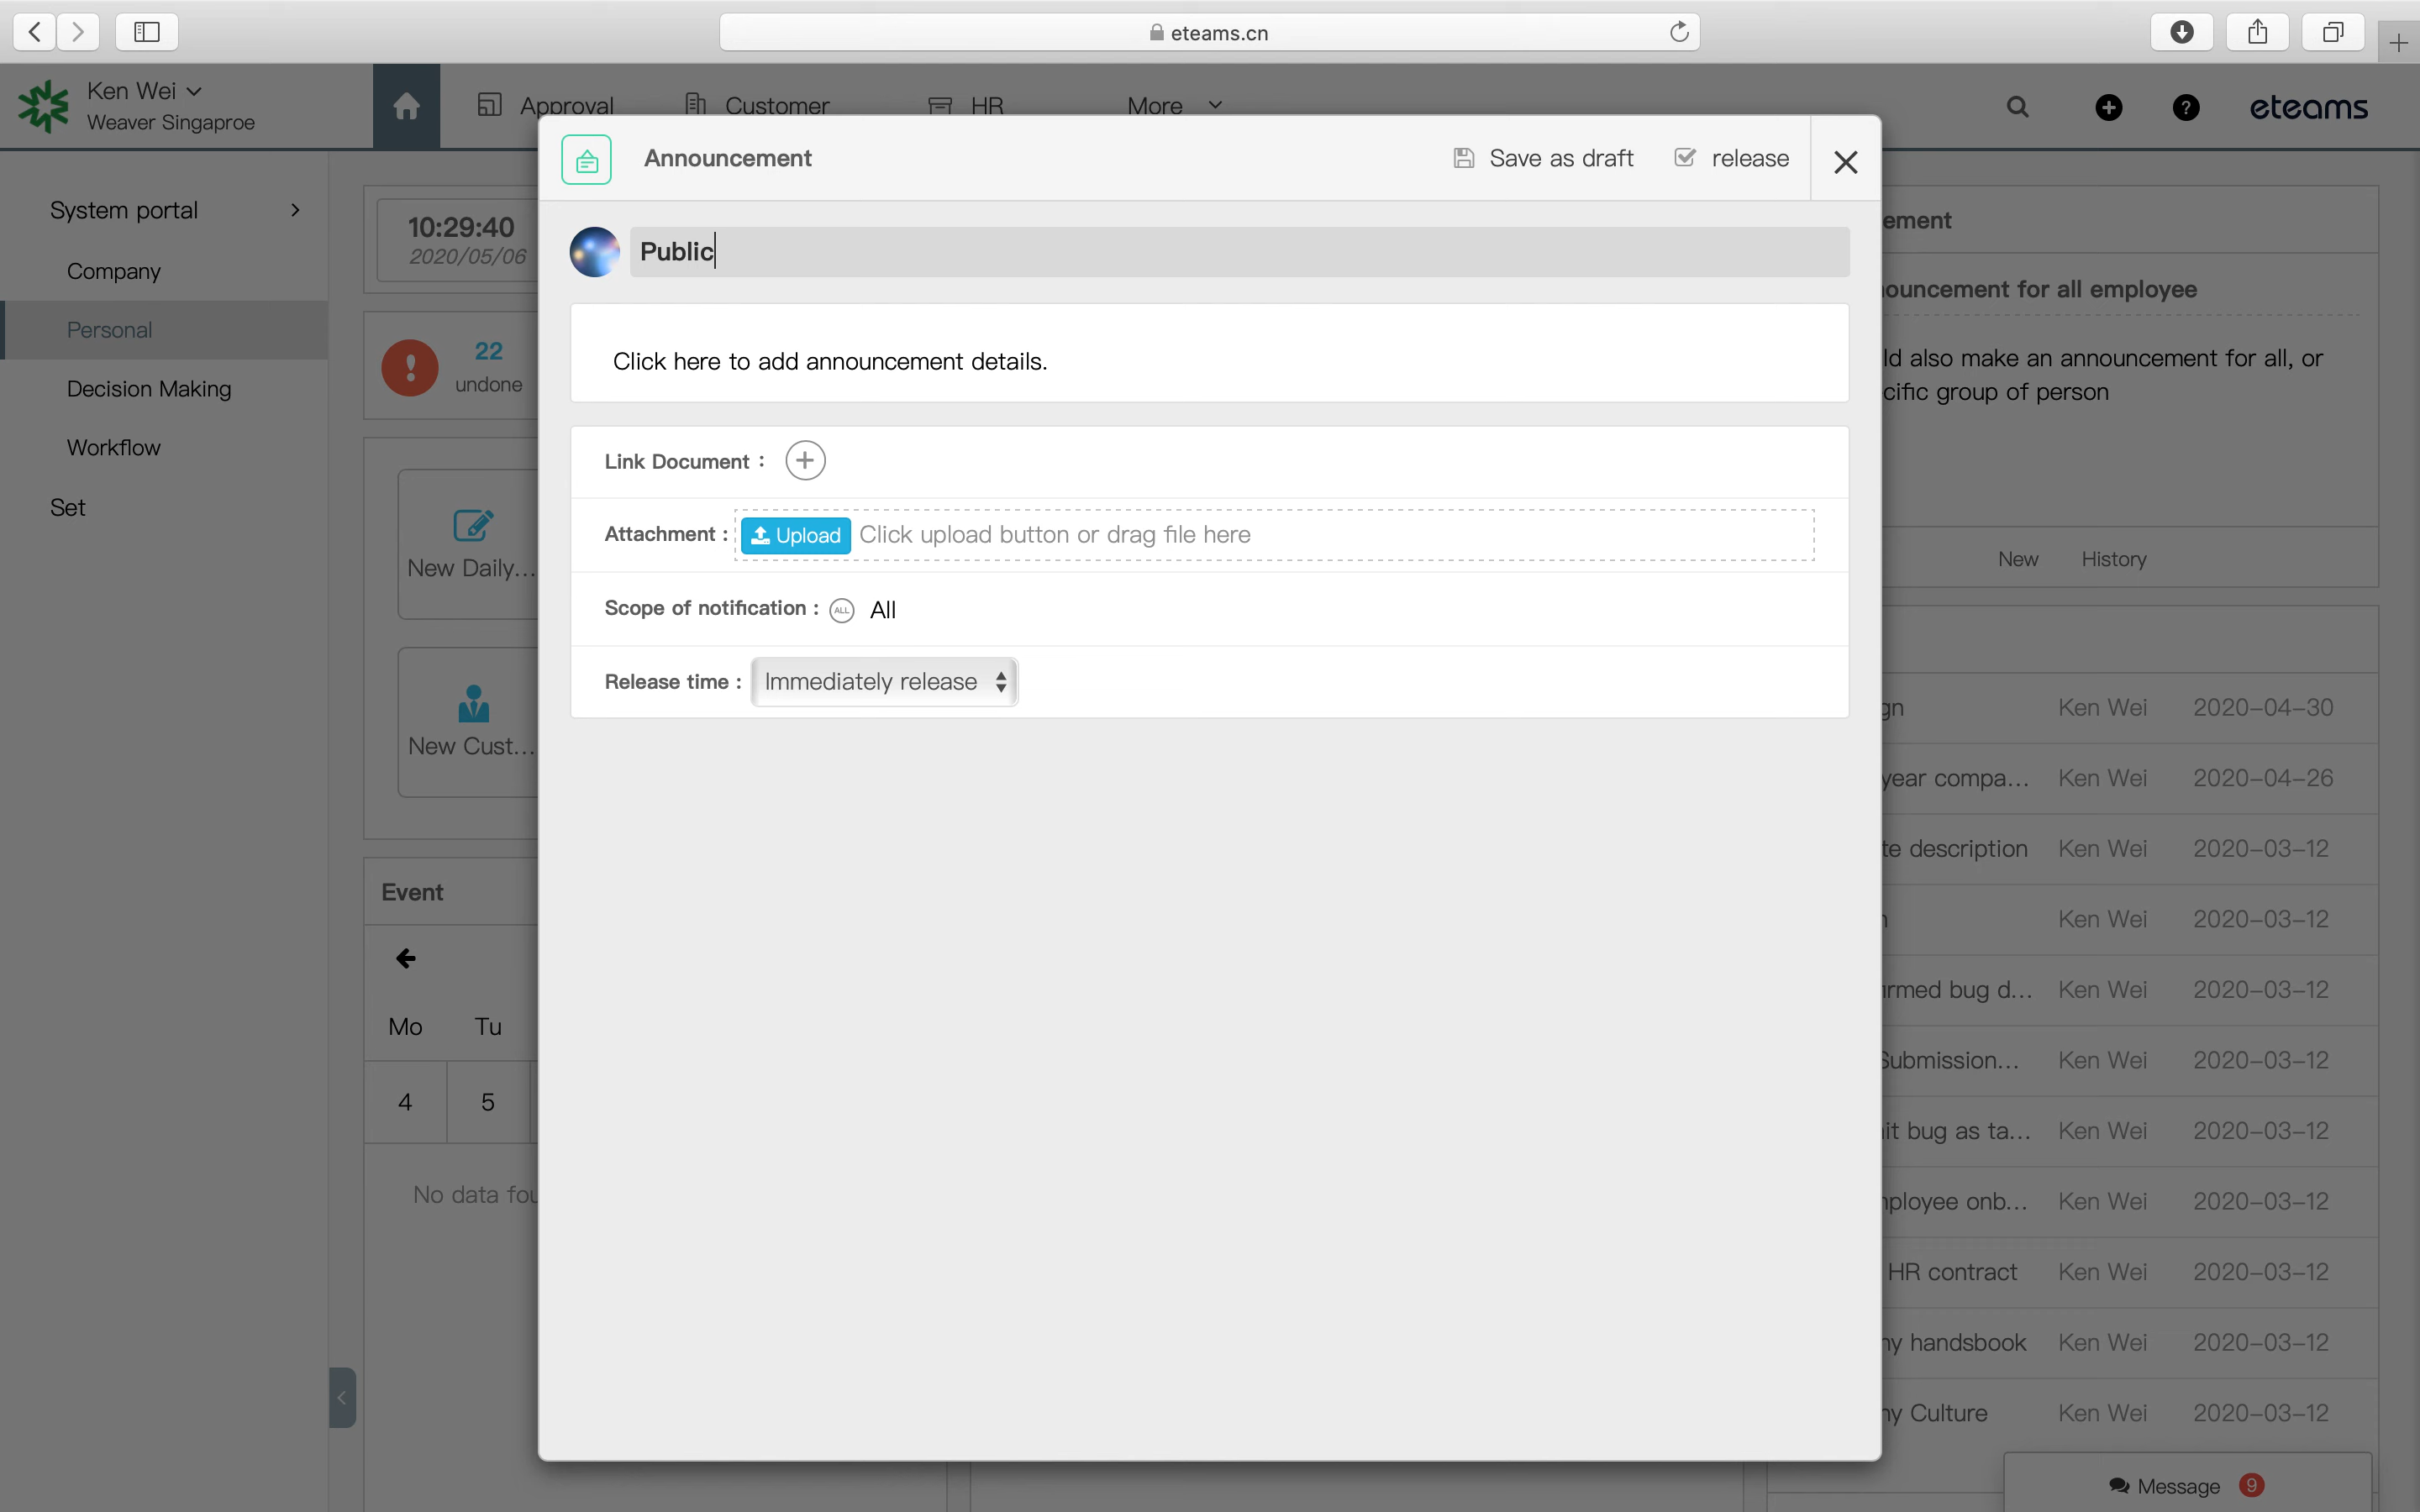 eteams.cn
Ken Wei
Weaver Singaproe
Approval
Customer
HR
More
eteams
System portal
Company
Personal
Decision Making
Workflow
Set
10:29:40
2020/05/06
22
undone
New Daily...
New Cust...
Event
Mo Tu
4 5
No data fou
Announcement
Save as draft
release
Public
Click here to add announcement details.
Link Document :
Attachment : Upload Click upload button or drag file here
Scope of notification : ALL All
Release time : Immediately release
ement
ouncement for all employee
ld also make an announcement for all, or
cific group of person
New History
gn Ken Wei 2020-04-30
year compa... Ken Wei 2020-04-26
te description Ken Wei 2020-03-12
Ken Wei 2020-03-12
irmed bug d... Ken Wei 2020-03-12
Submission... Ken Wei 2020-03-12
it bug as ta... Ken Wei 2020-03-12
ployee onb... Ken Wei 2020-03-12
HR contract Ken Wei 2020-03-12
ny handsbook Ken Wei 2020-03-12
ny Culture Ken Wei 2020-03-12
Message 9